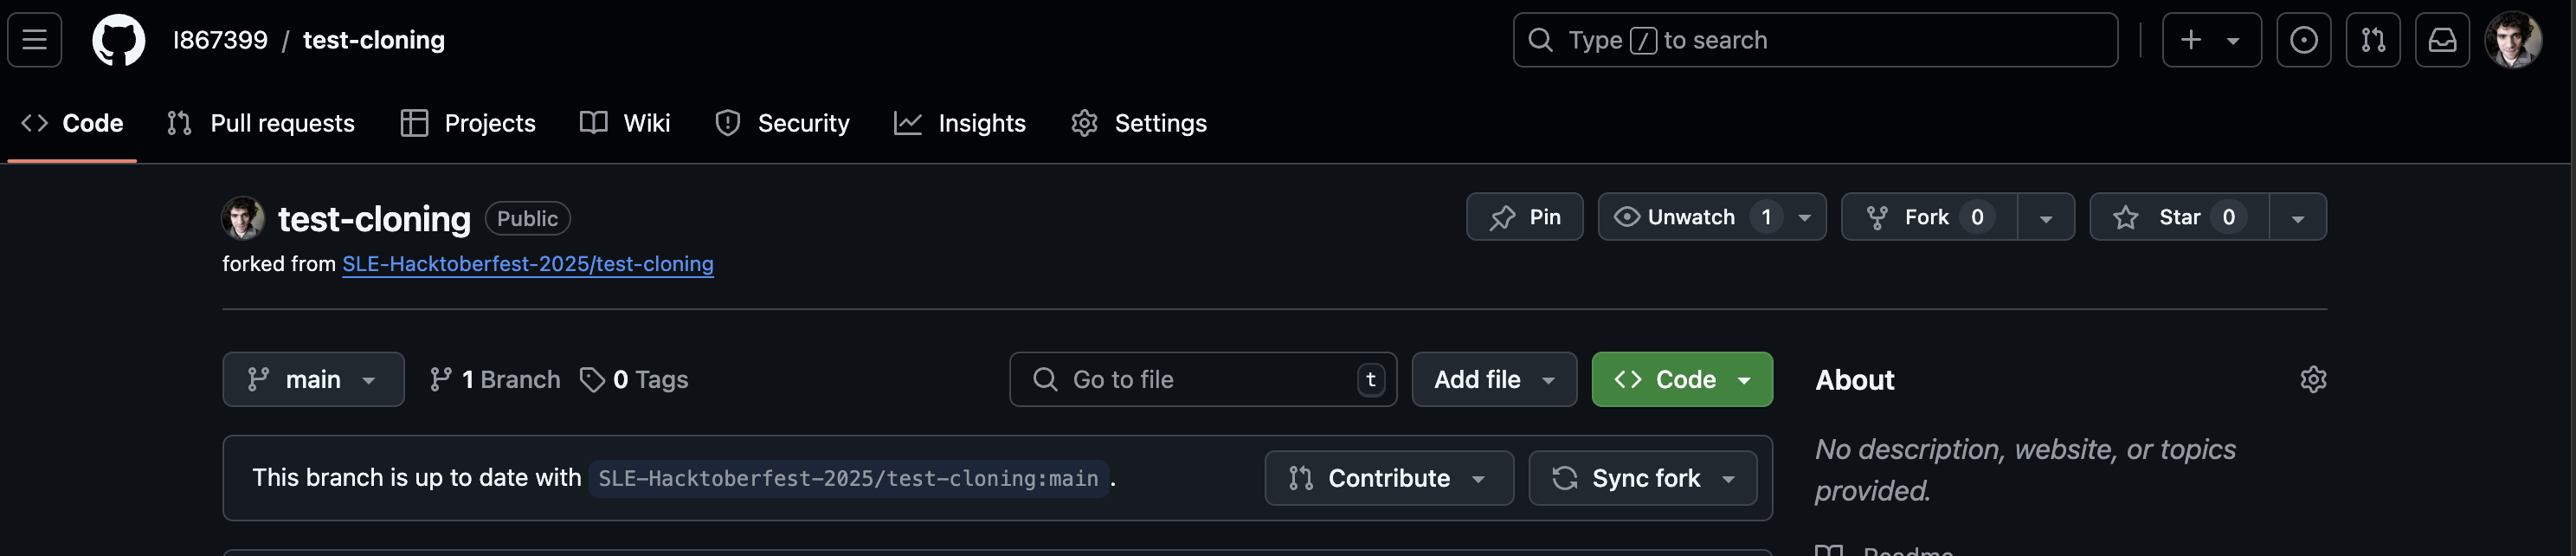 I867399 / test-cloning
Type / to search
Code
Pull requests
Projects
Wiki
Security
Insights
Settings
test-cloning Public
Pin
Unwatch 1
Fork 0
Star 0
forked from SLE-Hacktoberfest-2025/test-cloning
main
1 Branch
0 Tags
Go to file t
Add file
Code
About
This branch is up to date with SLE-Hacktoberfest-2025/test-cloning:main.
Contribute
Sync fork
No description, website, or topics
provided.
Readme